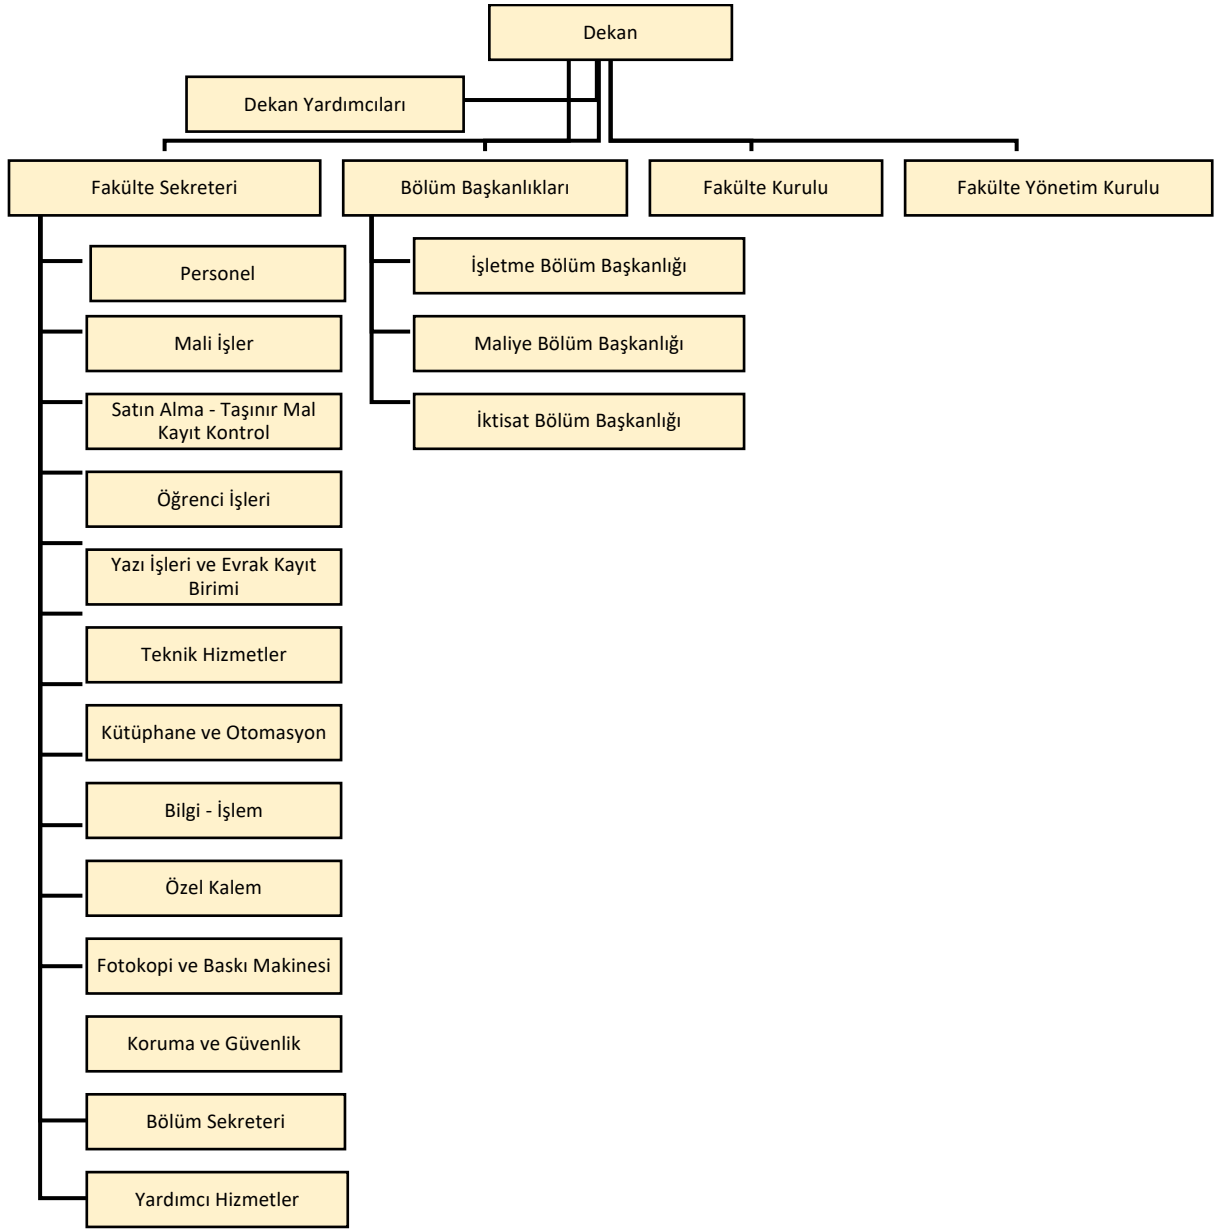 Dekan
Dekan Yardımcıları
Fakülte Sekreteri
Bölüm Başkanlıkları
Fakülte Kurulu
Fakülte Yönetim Kurulu
Personel
Mali İşler
Satın Alma - Taşınır Mal
Kayıt Kontrol
Öğrenci İşleri
Yazı İşleri ve Evrak Kayıt
Birimi
Teknik Hizmetler
Kütüphane ve Otomasyon
Bilgi - İşlem
Özel Kalem
Fotokopi ve Baskı Makinesi
Koruma ve Güvenlik
Bölüm Sekreteri
Yardımcı Hizmetler
İşletme Bölüm Başkanlığı
Maliye Bölüm Başkanlığı
İktisat Bölüm Başkanlığı